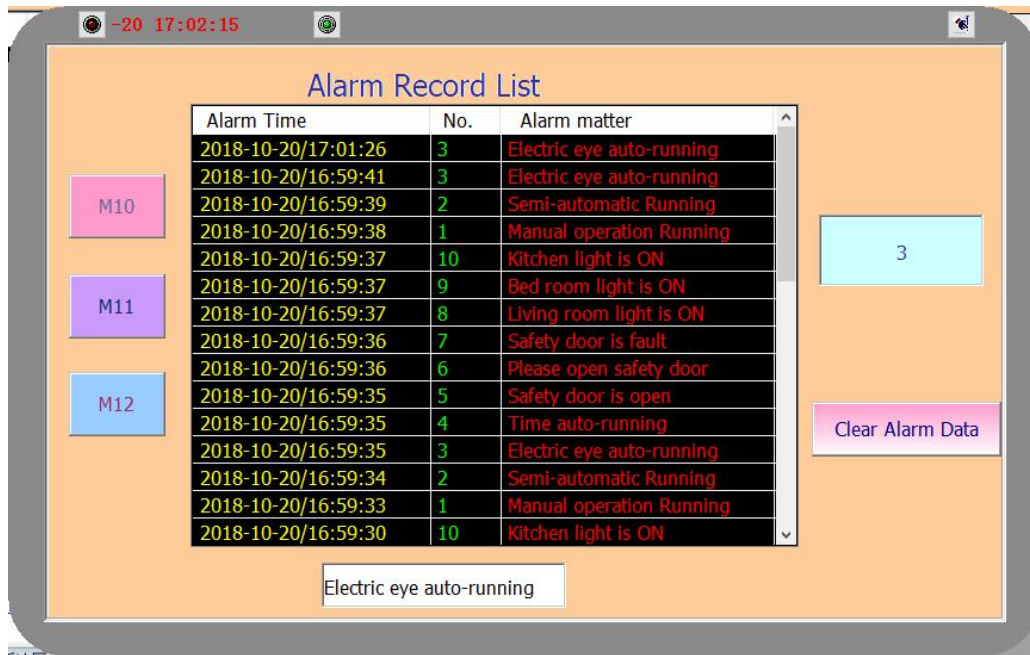 -20 17:02:15
Alarm Record List
Alarm Time No. Alarm matter
2018-10-20/17:01:26 3 Electric eye auto-running
2018-10-20/16:59:41 3 Electric eye auto-running
2018-10-20/16:59:39 2 Semi-automatic Running
2018-10-20/16:59:38 1 Manual operation Running
2018-10-20/16:59:37 10 Kitchen light is ON
2018-10-20/16:59:37 9 Bed room light is ON
2018-10-20/16:59:37 8 Living room light is ON
2018-10-20/16:59:36 7 Safety door is fault
2018-10-20/16:59:36 6 Please open safety door
2018-10-20/16:59:35 5 Safety door is open
2018-10-20/16:59:35 4 Time auto-running
2018-10-20/16:59:35 3 Electric eye auto-running
2018-10-20/16:59:34 2 Semi-automatic Running
2018-10-20/16:59:33 1 Manual operation Running
2018-10-20/16:59:30 10 Kitchen light is ON
M10
M11
M12
3
Clear Alarm Data
Electric eye auto-running